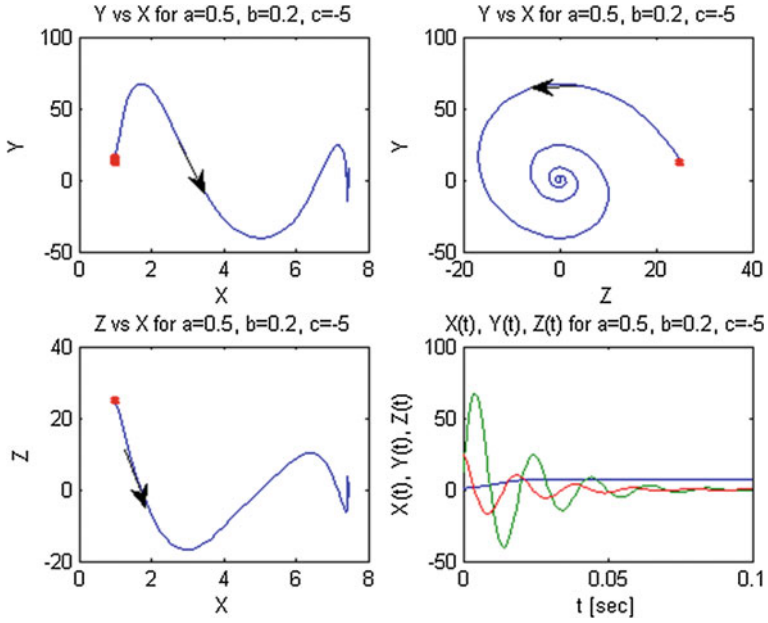 Y vs X for a=0.5, b=0.2, c=-5
100
50
0
-50
Y
0
2
4
6
8
X
Y vs X for a=0.5, b=0.2, c=-5
100
50
0
-50
Y
-20
0
20
40
Z
Z vs X for a=0.5, b=0.2, c=-5
40
20
0
-20
Z
0
2
4
6
8
X
X(t), Y(t), Z(t) for a=0.5, b=0.2, c=-5
100
50
0
-50
X(t), Y(t), Z(t)
0
0.05
0.1
t [sec]